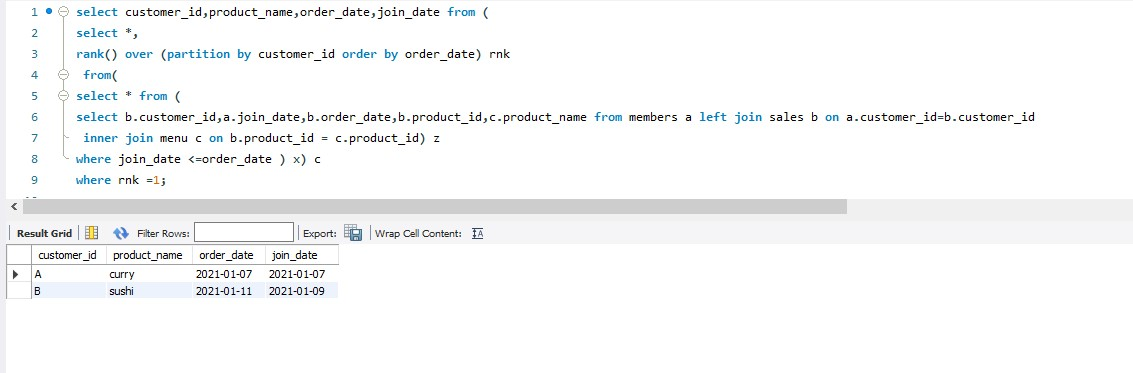 1 select customer_id,product_name,order_date,join_date from (
2 select *,
3 rank() over (partition by customer_id order by order_date) rnk
4 from(
5 select * from (
6 select b.customer_id,a.join_date,b.order_date,b.product_id,c.product_name from members a left join sales b on a.customer_id=b.customer_id
7 inner join menu c on b.product_id = c.product_id) z
8 where join_date <=order_date ) x) c
9 where rnk =1;
Result Grid Filter Rows: Export: Wrap Cell Content: IA
customer_id product_name order_date join_date
A curry 2021-01-07 2021-01-07
B sushi 2021-01-11 2021-01-09